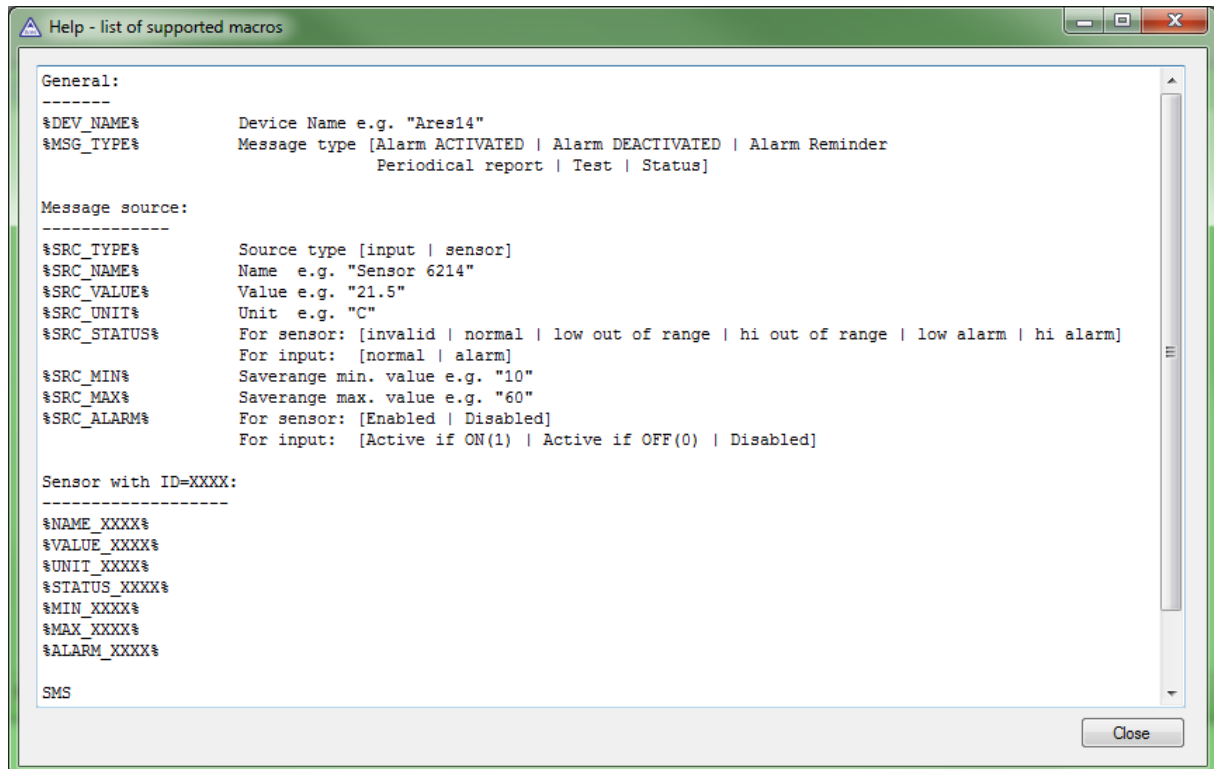 Help - list of supported macros
General:
-------
%DEV_NAME% Device Name e.g. "Ares14"
%MSG_TYPE% Message type [Alarm ACTIVATED | Alarm DEACTIVATED | Alarm Reminder
Periodical report | Test | Status]
Message source:
-------------
%SRC_TYPE% Source type [input | sensor]
%SRC_NAME% Name  e.g. "Sensor 6214"
%SRC_VALUE% Value e.g. "21.5"
%SRC_UNIT% Unit  e.g. "C"
%SRC_STATUS% For sensor: [invalid | normal | low out of range | hi out of range | low alarm | hi alarm]
For input:  [normal | alarm]
%SRC_MIN% Saverange min. value e.g. "10"
%SRC_MAX% Saverange max. value e.g. "60"
%SRC_ALARM% For sensor: [Enabled | Disabled]
For input:  [Active if ON(1) | Active if OFF(0) | Disabled]
Sensor with ID=XXXX:
-------------------
%NAME_XXXX%
%VALUE_XXXX%
%UNIT_XXXX%
%STATUS_XXXX%
%MIN_XXXX%
%MAX_XXXX%
%ALARM_XXXX%
SMS
Close